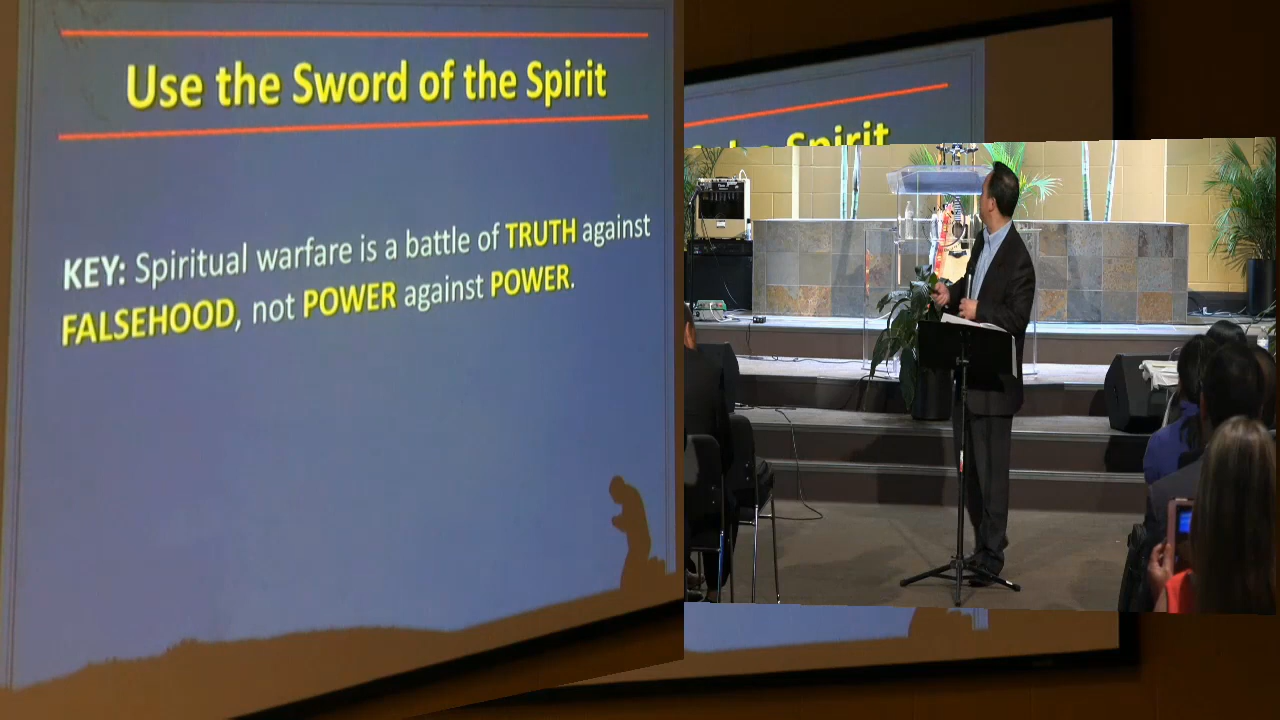 Use the Sword of the Spirit
KEY: Spiritual warfare is a battle of TRUTH against
FALSEHOOD, not POWER against POWER.
Spirit